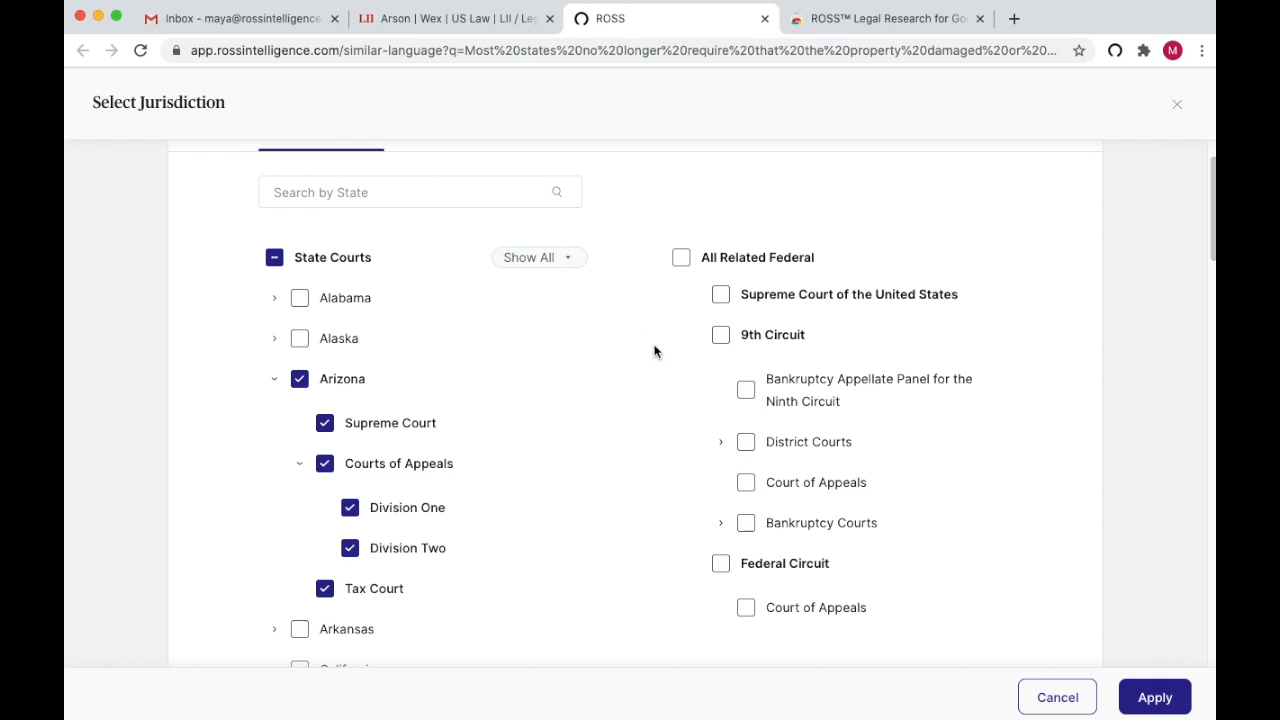 Inbox - maya@rossintelligence
LII Arson | Wex | US Law | LII / Leg
ROSS
ROSS™ Legal Research for Goo
app.rossintelligence.com/similar-language?q=Most%20states%20no%20longer%20require%20that%20the%20property%20damaged%20or%20...
M
Select Jurisdiction
Search by State
State Courts
Show All
Alabama
Alaska
Arizona
Supreme Court
Courts of Appeals
Division One
Division Two
Tax Court
Arkansas
All Related Federal
Supreme Court of the United States
9th Circuit
Bankruptcy Appellate Panel for the
Ninth Circuit
District Courts
Court of Appeals
Bankruptcy Courts
Federal Circuit
Court of Appeals
Cancel
Apply